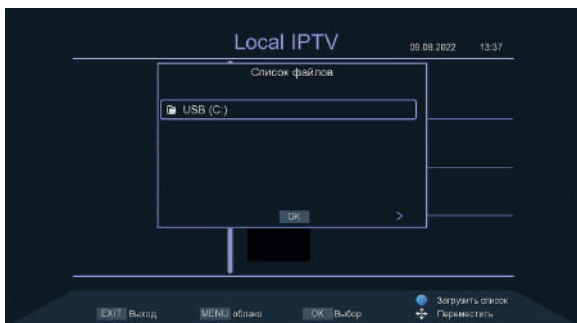 Local IPTV
09.08.2022 13:37
Список файлов
USB (C:)
OK
>
Загрузить список
EXIT Выход MENU облако OK Выбор Переместить